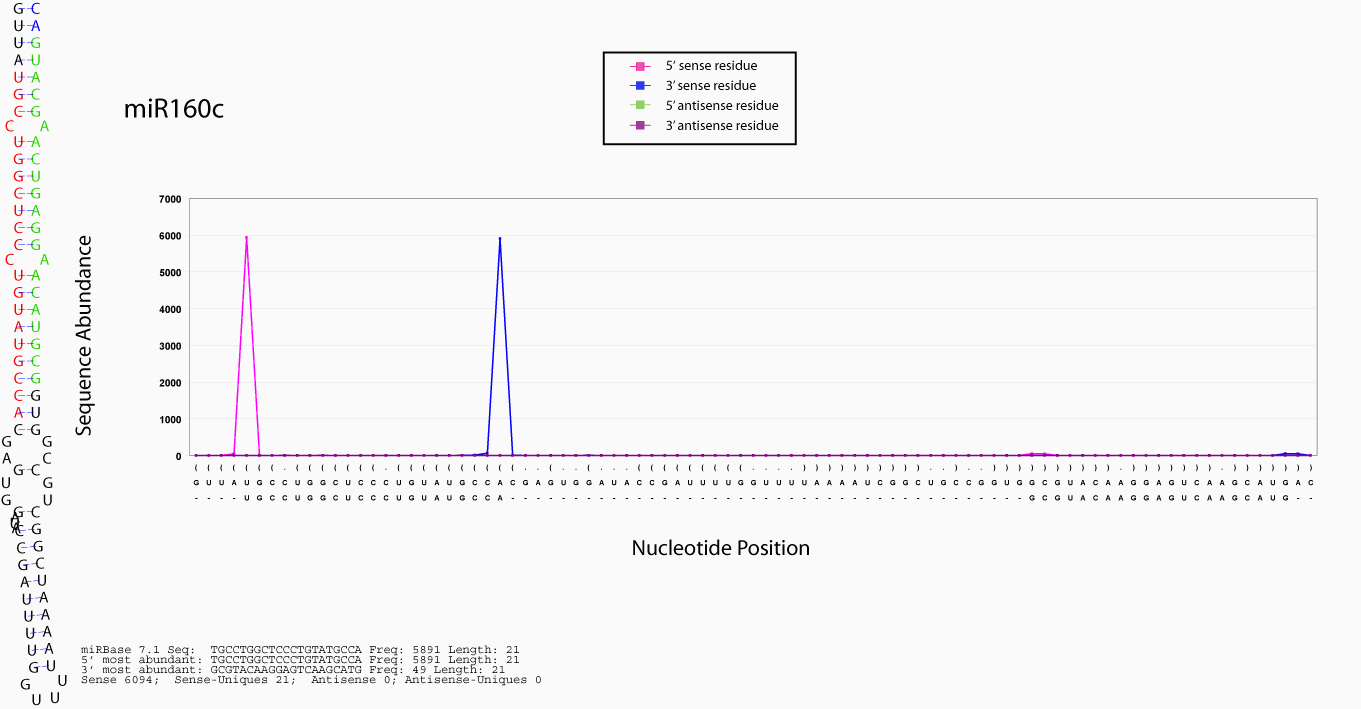 miR160c
5’ sense residue
3’ sense residue
5’ antisense residue
3’ antisense residue
Sequence Abundance
7000
6000
5000
4000
3000
2000
1000
0
( ( ( ( ( ( ( . ( ( ( ( ( ( ( . ( ( ( ( ( ( ( ( ( ( . . ( . . ( . . . ( ( ( ( ( ( ( ( ( . . . . ) ) ) ) ) ) ) ) ) ) . . ) . . ) ) ) ) ) ) ) ) ) ) . ) ) ) ) ) ) ) . ) ) ) ) ) ) )
G U U A U G C C U G G C U C C C U G U A U G C C A C G A G U G G A U A C C G A U U U U G G U U U U A A A A U C G G C U G C C G G U G G C G U A C A A G G A G U C A A G C A U G A C
- - - - U G C C U G G C U C C C U G U A U G C C A - - - - - - - - - - - - - - - - - - - - - - - - - - - - - - - - - - - - - - - - - G C G U A C A A G G A G U C A A G C A U G - -
Nucleotide Position
G C
U A
U G
A U
U A
G C
C G
C A
U A
G C
G U
C G
U A
C G
C G
C A
U A
G C
U A
A U
U G
G C
C G
C G
A U
C G
G G
A C
G C
U G
G U
G C
A
U
A
C G
C G
G C
A U
U A
U A
U A
U A
G U
G U
U U
miRBase 7.1 Seq: TGCCTGGCTCCCTGTATGCCA Freq: 5891 Length: 21
5’ most abundant: TGCCTGGCTCCCTGTATGCCA Freq: 5891 Length: 21
3’ most abundant: GCGTACAAGGAGTCAAGCATG Freq: 49 Length: 21
Sense 6094; Sense-Uniques 21; Antisense 0; Antisense-Uniques 0